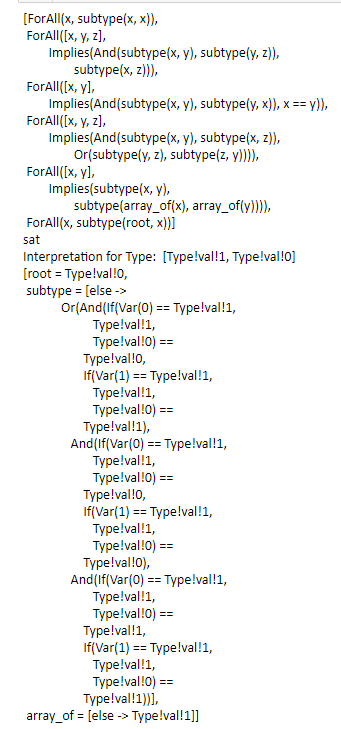 [ForAll(x, subtype(x, x)),
ForAll([x, y, z],
Implies(And(subtype(x, y), subtype(y, z)),
subtype(x, z))),
ForAll([x, y],
Implies(And(subtype(x, y), subtype(y, x)), x == y)),
ForAll([x, y, z],
Implies(And(subtype(x, y), subtype(x, z)),
Or(subtype(y, z), subtype(z, y)))),
ForAll([x, y],
Implies(subtype(x, y),
subtype(array_of(x), array_of(y)))),
ForAll(x, subtype(root, x))]
sat
Interpretation for Type:  [Type!val!1, Type!val!0]
[root = Type!val!0,
subtype = [else ->
Or(And(If(Var(0) == Type!val!1,
Type!val!1,
Type!val!0) ==
Type!val!0,
If(Var(1) == Type!val!1,
Type!val!1,
Type!val!0) ==
Type!val!1),
And(If(Var(0) == Type!val!1,
Type!val!1,
Type!val!0) ==
Type!val!0,
If(Var(1) == Type!val!1,
Type!val!1,
Type!val!0) ==
Type!val!0),
And(If(Var(0) == Type!val!1,
Type!val!1,
Type!val!0) ==
Type!val!1,
If(Var(1) == Type!val!1,
Type!val!1,
Type!val!0) ==
Type!val!1))],
array_of = [else -> Type!val!1]]